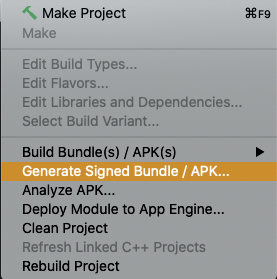 Make Project ⌘F9
Make
Edit Build Types...
Edit Flavors...
Edit Libraries and Dependencies...
Select Build Variant...
Build Bundle(s) / APK(s)
Generate Signed Bundle / APK...
Analyze APK...
Deploy Module to App Engine...
Clean Project
Refresh Linked C++ Projects
Rebuild Project